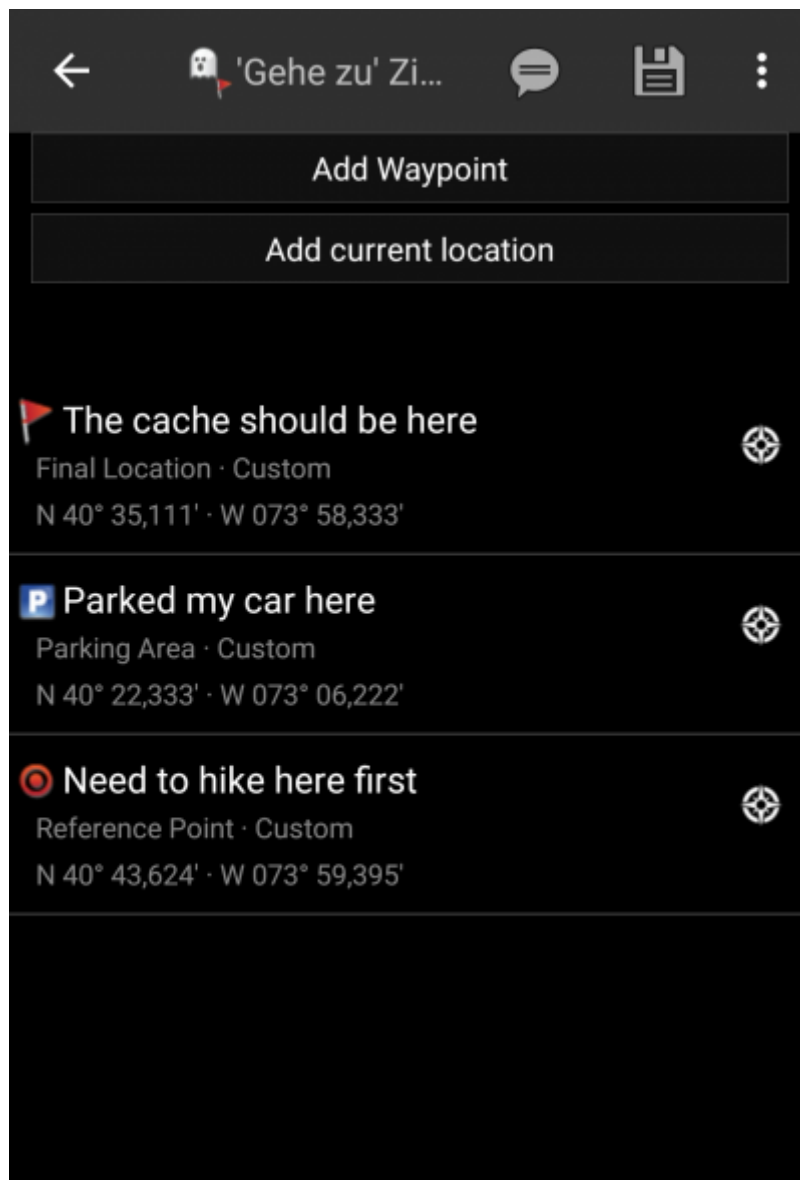 'Gehe zu' Zi...
Add Waypoint
Add current location
The cache should be here
Final Location · Custom
N 40° 35,111' · W 073° 58,333'
P Parked my car here
Parking Area · Custom
N 40° 22,333' · W 073° 06,222'
Need to hike here first
Reference Point · Custom
N 40° 43,624' · W 073° 59,395'